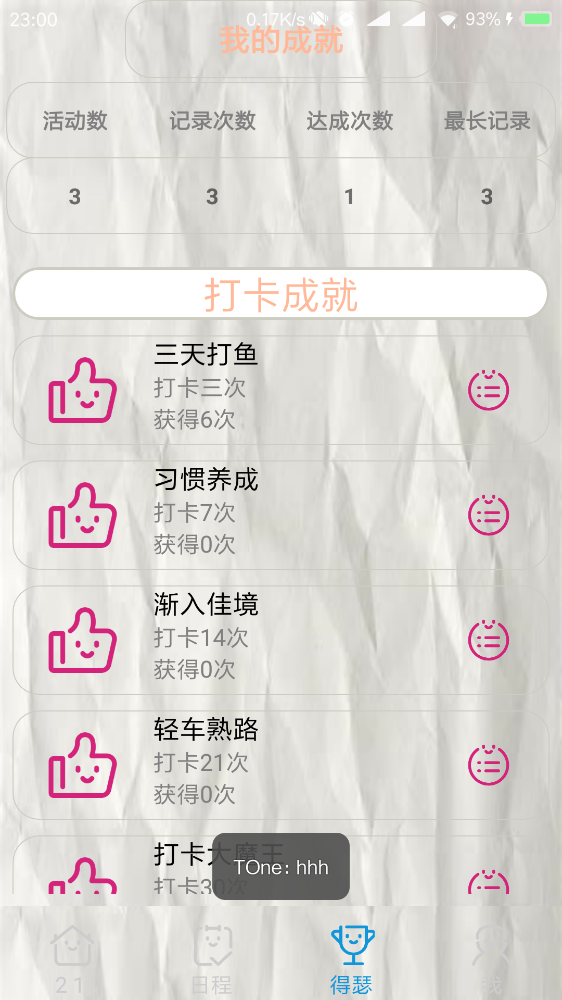 23:00 0.17K/s 93%
我的成就
活动数 记录次数 达成次数 最长记录
3 3 1 3
打卡成就
三天打鱼
打卡三次
获得6次
习惯养成
打卡7次
获得0次
渐入佳境
打卡14次
获得0次
轻车熟路
打卡21次
获得0次
打卡大魔王
打卡30次
TOne: hhh
21 日程 得瑟 我